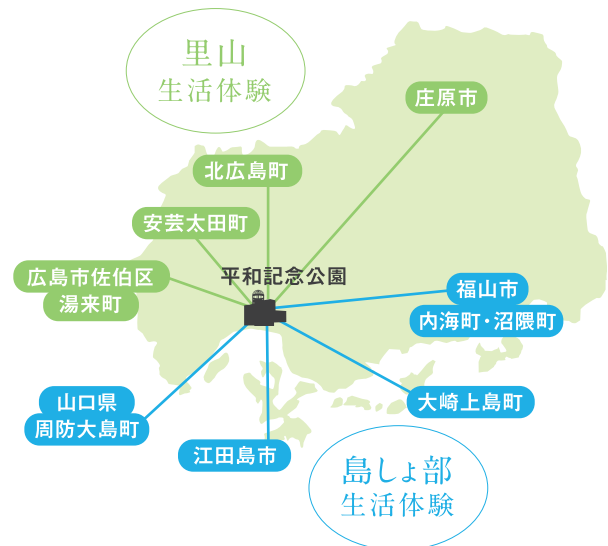 里山
生活体験
庄原市
北広島町
安芸太田町
広島市佐伯区
湯来町
平和記念公園
福山市
内海町・沼隈町
山口県
周防大島町
大崎上島町
江田島市
島しょ部
生活体験